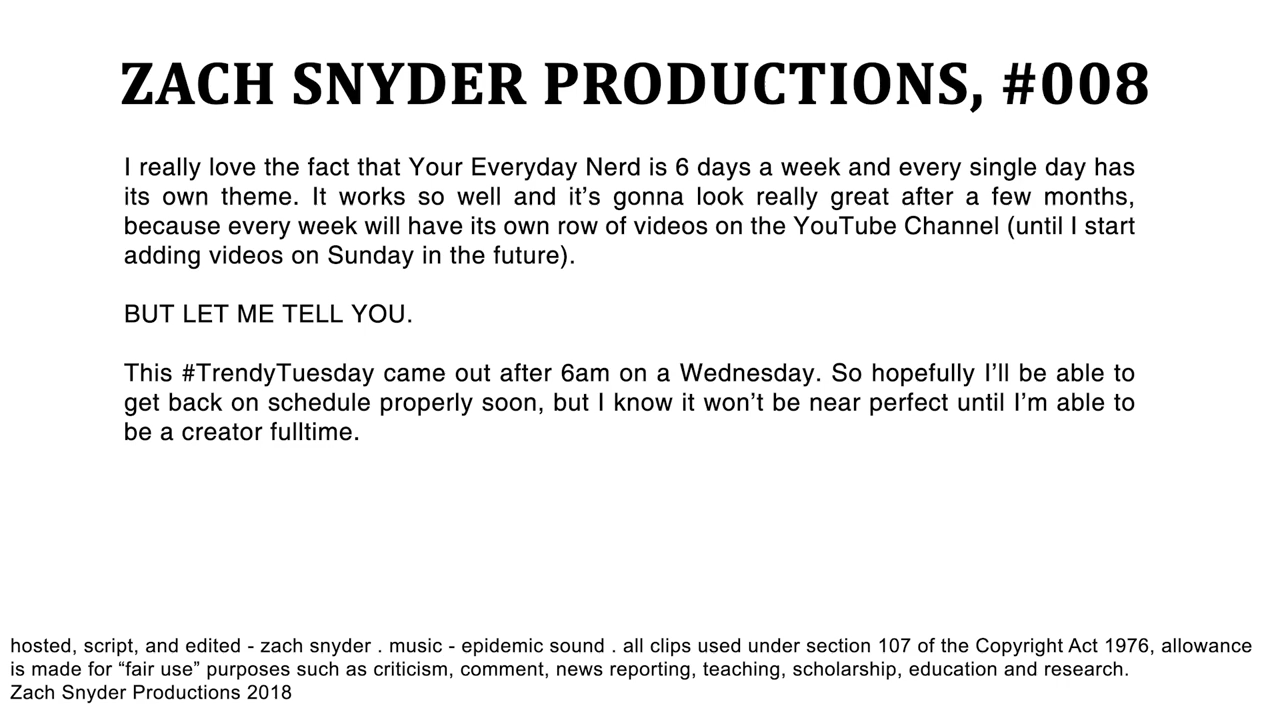 ZACH SNYDER PRODUCTIONS, #008
I really love the fact that Your Everyday Nerd is 6 days a week and every single day has
its own theme. It works so well and it’s gonna look really great after a few months,
because every week will have its own row of videos on the YouTube Channel (until I start
adding videos on Sunday in the future).
BUT LET ME TELL YOU.
This #TrendyTuesday came out after 6am on a Wednesday. So hopefully I’ll be able to
get back on schedule properly soon, but I know it won’t be near perfect until I’m able to
be a creator fulltime.
hosted, script, and edited - zach snyder . music - epidemic sound . all clips used under section 107 of the Copyright Act 1976, allowance
is made for “fair use” purposes such as criticism, comment, news reporting, teaching, scholarship, education and research.
Zach Snyder Productions 2018